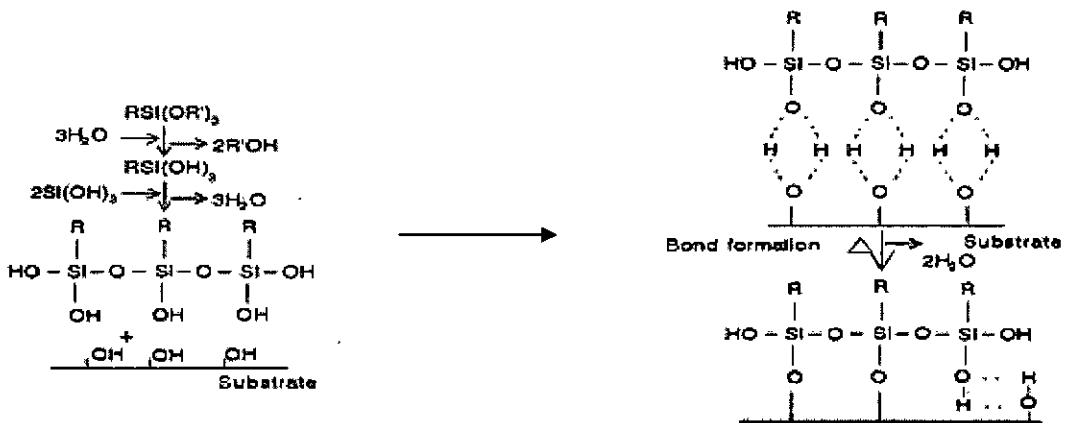 RSi(OR')₃
3H₂O
2R'OH
RSi(OH)₃
2Si(OH)₃
3H₂O
R R R
HO – Si – O – Si – O – Si – OH
OH OH OH
+
OH OH OH
Substrate
R R R
HO – Si – O – Si – O – Si – OH
O O O
H H H H H H
O O O
Substrate
Bond formation △
2H₂O
R R R
HO – Si – O – Si – O – Si – OH
O O O H
H O